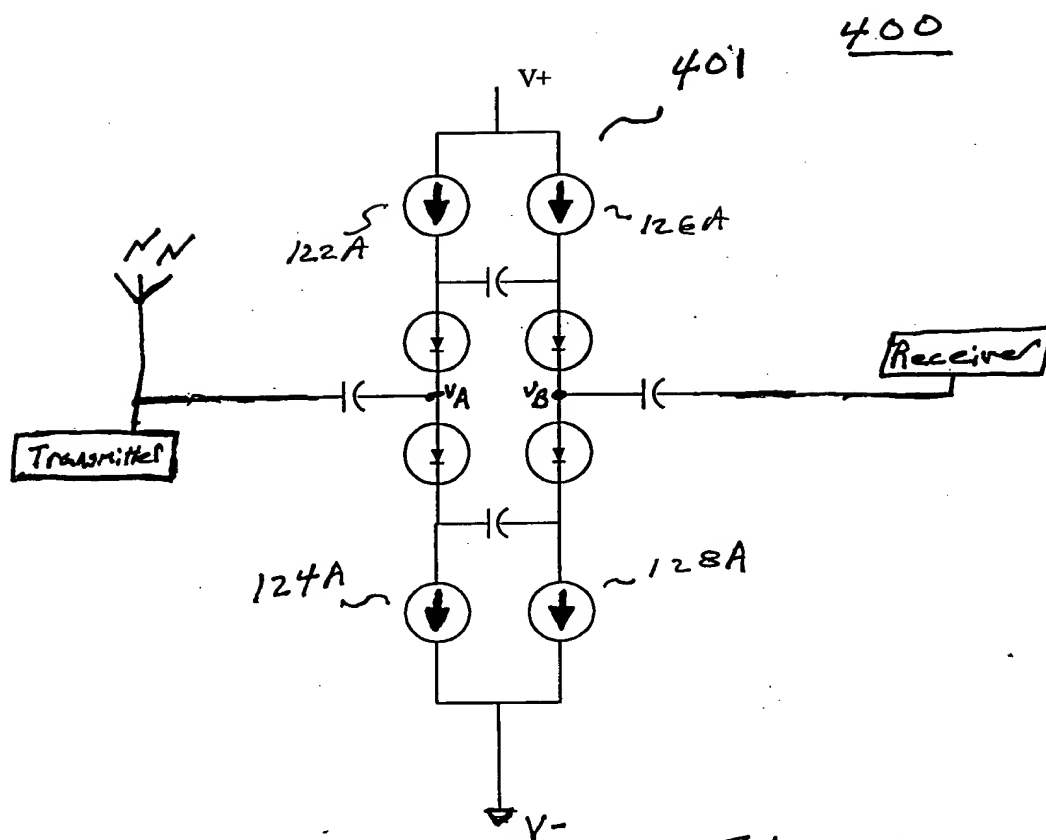 400
401
V+
122A
126A
Receiver
VA
VB
Transmitter
124A
128A
V-